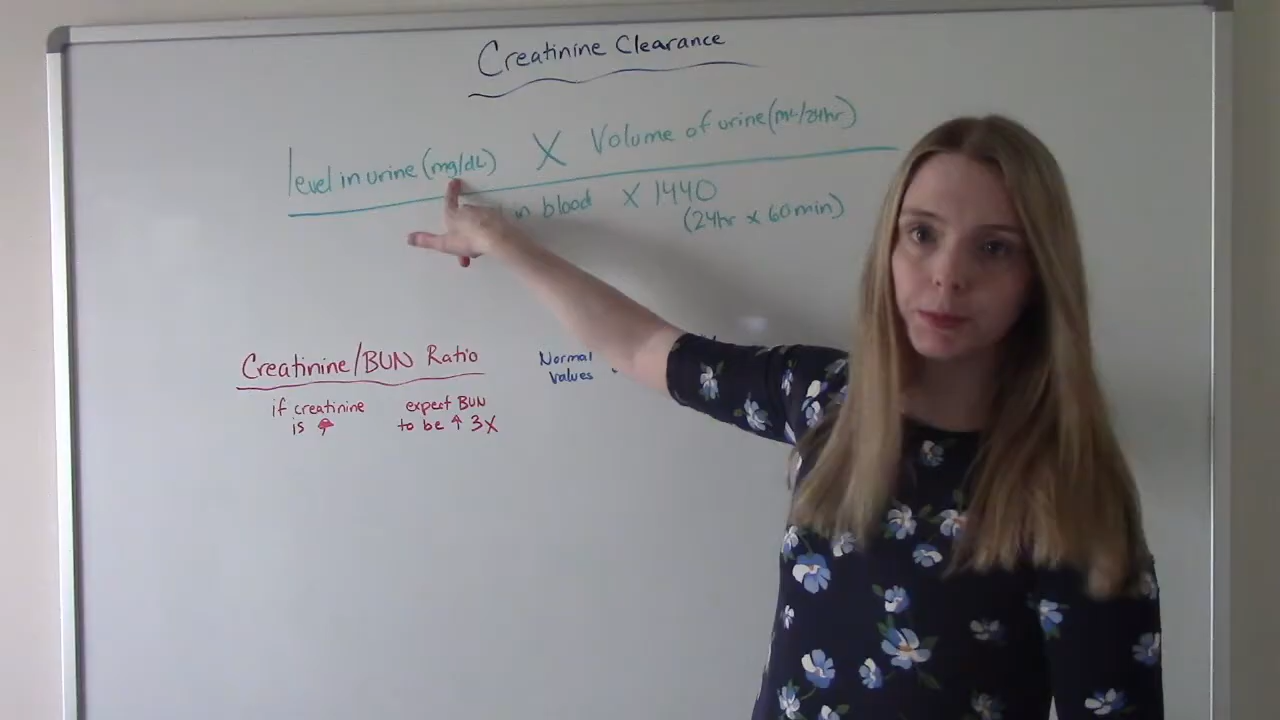 Creatinine Clearance
level in urine (mg/dL) X Volume of urine (mL/24hr)
in blood X 1440
(24hr x 60min)
Creatinine/BUN Ratio
if creatinine
is ↑
expect BUN
to be ↑ 3X
Normal
values